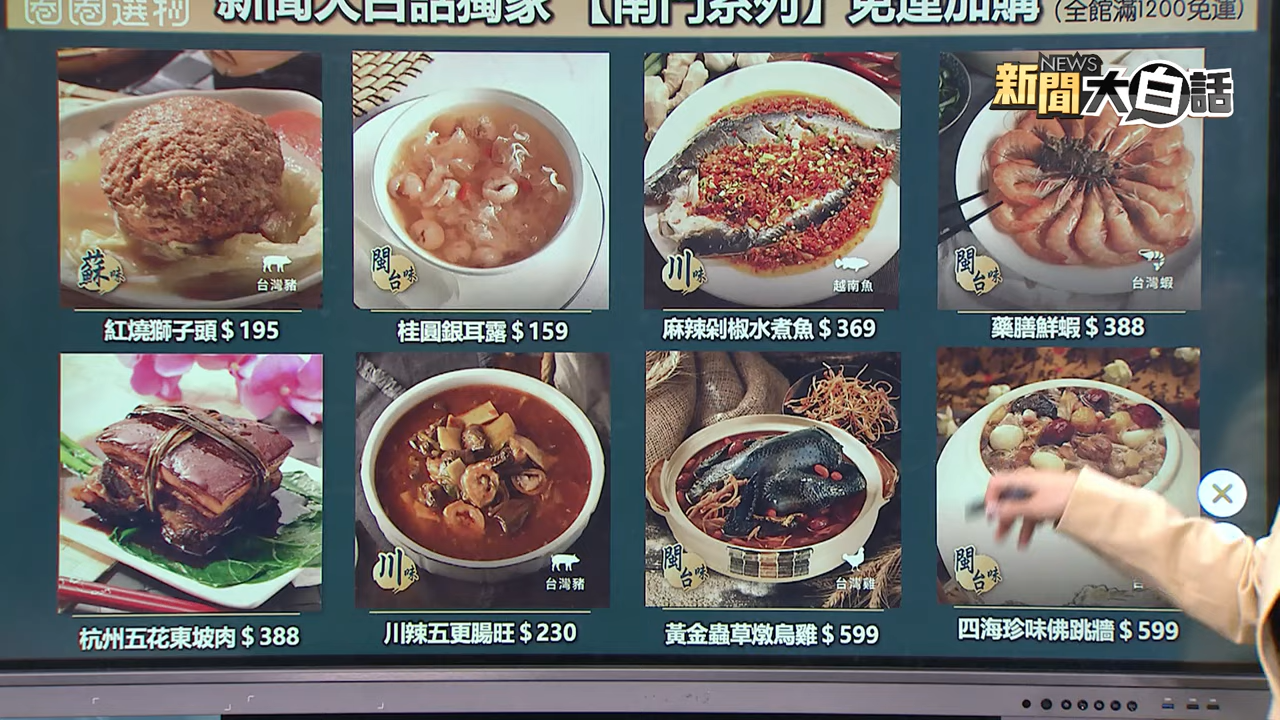 圈圈選物 新聞大白話獨家【南門系列】免運加購(全館滿1200免運)
NEWS
新聞大白話
蘇味 台灣豬
閩台味
川味 越南魚
閩台味 台灣蝦
紅燒獅子頭$195
桂圓銀耳露$159
麻辣剁椒水煮魚$369
藥膳鮮蝦$388
川味 台灣豬
閩台味 台灣雞
閩台味
杭州五花東坡肉$388
川辣五更腸旺$230
黃金蟲草燉烏雞$599
四海珍味佛跳牆$599